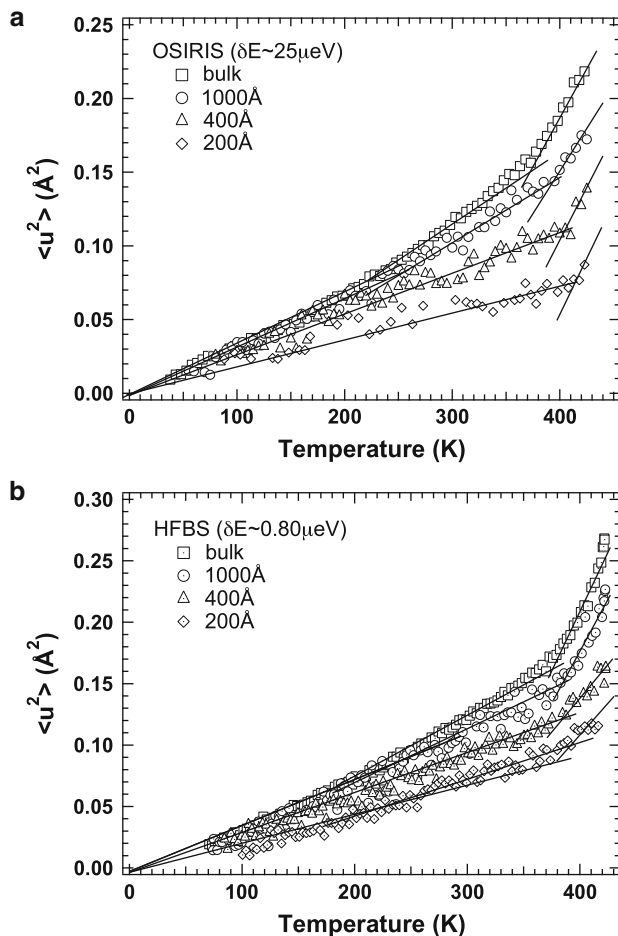 a
OSIRIS (δE~25μeV)
bulk
1000Å
400Å
200Å
0.25
0.20
0.15
0.10
0.05
0.00
<u²> (Å²)
0 100 200 300 400
Temperature (K)
b
HFBS (δE~0.80μeV)
bulk
1000Å
400Å
200Å
0.30
0.25
0.20
0.15
0.10
0.05
0.00
<u²> (Å²)
0 100 200 300 400
Temperature (K)